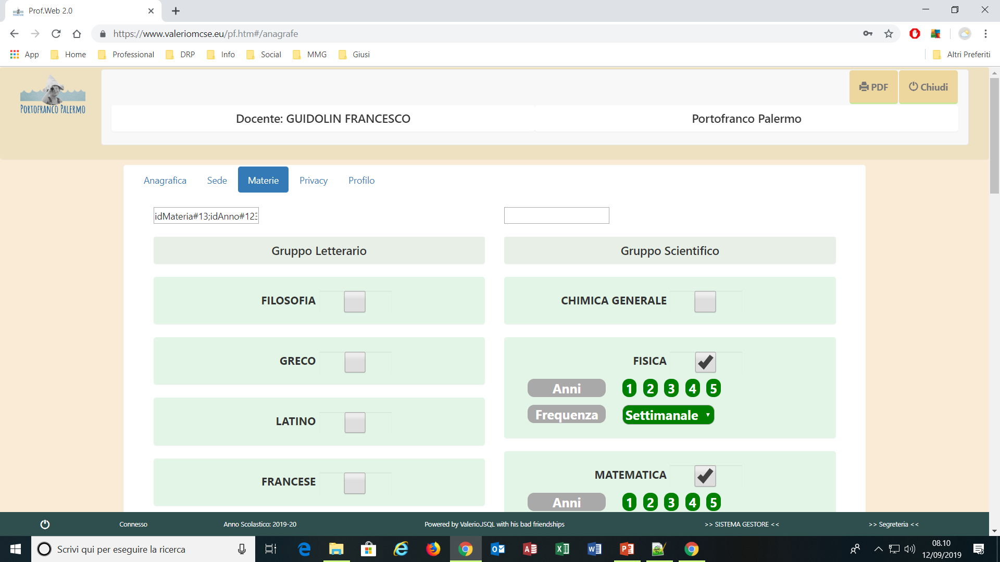 Prof.Web 2.0
https://www.valeriomcse.eu/pf.htm#/anagrafe
App Home Professional DRP Info Social MMG Giusi Altri Preferiti
PORTOFRANCO PALERMO
PDF Chiudi
Docente: GUIDOLIN FRANCESCO Portofranco Palermo
Anagrafica Sede Materie Privacy Profilo
idMateria#13;idAnno#123
Gruppo Letterario Gruppo Scientifico
FILOSOFIA CHIMICA GENERALE
GRECO FISICA
Anni 1 2 3 4 5
Frequenza Settimanale
LATINO
FRANCESE MATEMATICA
Anni 1 2 3 4 5
Connesso Anno Scolastico: 2019-20 Powered by ValerioJSQL with his bad friendships >> SISTEMA GESTORE << >> Segreteria <<
Scrivi qui per eseguire la ricerca
08.10
12/09/2019